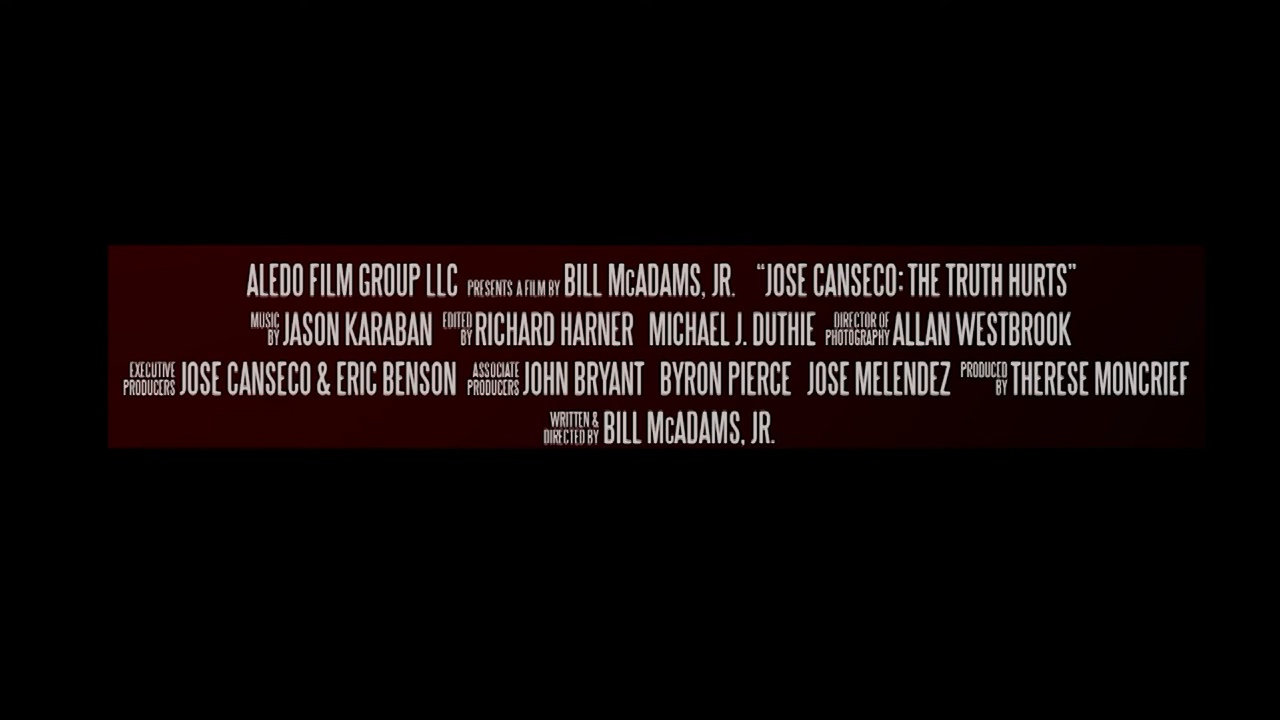 ALEDO FILM GROUP LLC PRESENTS A FILM BY BILL McADAMS, JR. “JOSE CANSECO: THE TRUTH HURTS”
MUSIC BY JASON KARABAN EDITED BY RICHARD HARNER MICHAEL J. DUTHIE DIRECTOR OF PHOTOGRAPHY ALLAN WESTBROOK
EXECUTIVE PRODUCERS JOSE CANSECO & ERIC BENSON ASSOCIATE PRODUCERS JOHN BRYANT BYRON PIERCE JOSE MELENDEZ PRODUCED BY THERESE MONCRIEF
WRITTEN & DIRECTED BY BILL McADAMS, JR.